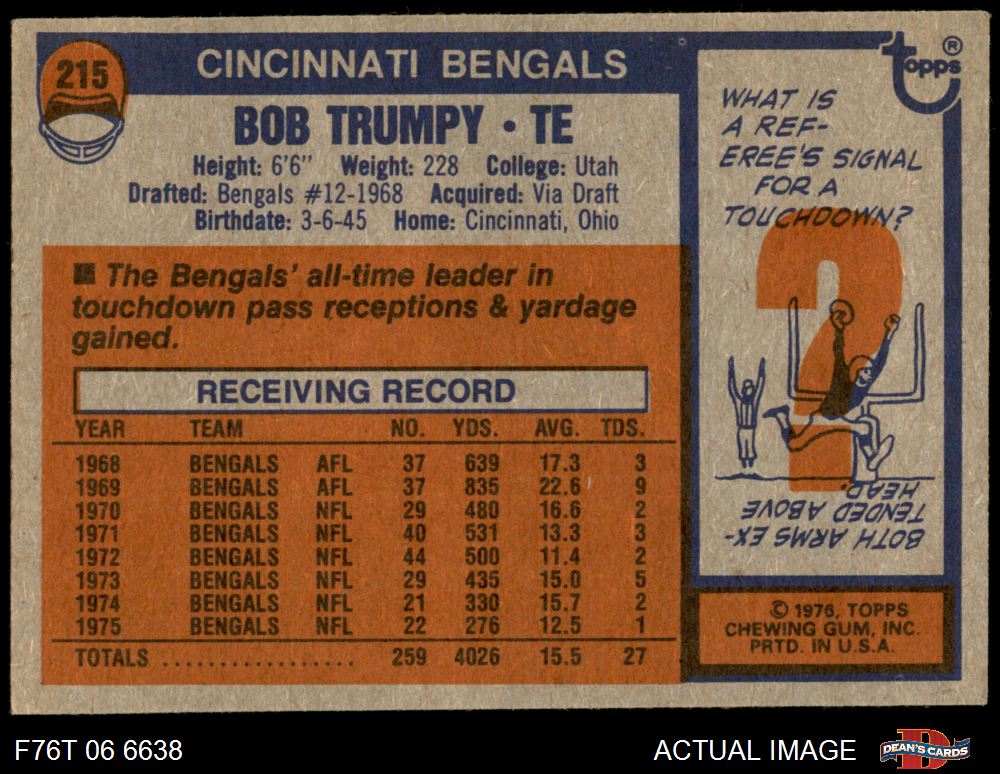 215
CINCINNATI BENGALS
BOB TRUMPY • TE
Height: 6'6" Weight: 228 College: Utah
Drafted: Bengals #12-1968 Acquired: Via Draft
Birthdate: 3-6-45 Home: Cincinnati, Ohio
■ The Bengals' all-time leader in
touchdown pass receptions & yardage
gained.
RECEIVING RECORD
YEAR TEAM NO. YDS. AVG. TDS.
1968 BENGALS AFL 37 639 17.3 3
1969 BENGALS AFL 37 835 22.6 9
1970 BENGALS NFL 29 480 16.6 2
1971 BENGALS NFL 40 531 13.3 3
1972 BENGALS NFL 44 500 11.4 2
1973 BENGALS NFL 29 435 15.0 5
1974 BENGALS NFL 21 330 15.7 2
1975 BENGALS NFL 22 276 12.5 1
TOTALS .................. 259 4026 15.5 27
topps ®
WHAT IS
A REF-
EREE'S SIGNAL
FOR A
TOUCHDOWN?
BOTH ARMS EX-
TENDED ABOVE
HEAD.
© 1976, TOPPS
CHEWING GUM, INC.
PRTD. IN U.S.A.
F76T 06 6638
ACTUAL IMAGE
DEAN'S CARDS